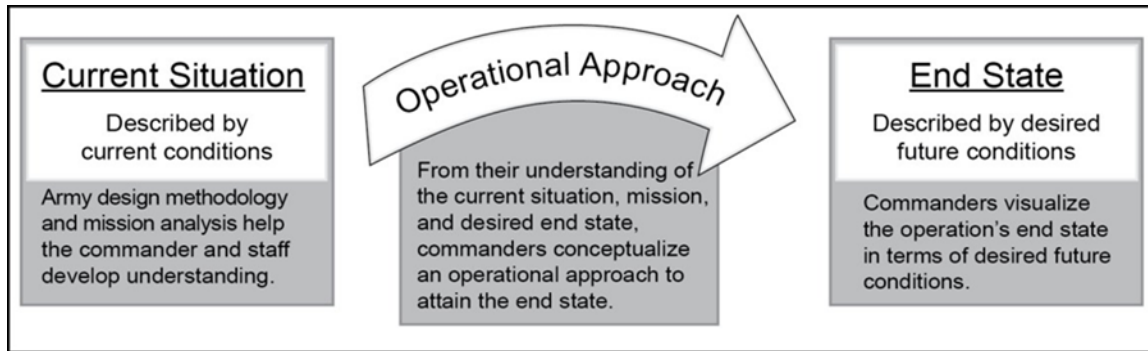 Current Situation
Described by
current conditions
Army design methodology
and mission analysis help
the commander and staff
develop understanding.
Operational Approach
From their understanding of
the current situation, mission,
and desired end state,
commanders conceptualize
an operational approach to
attain the end state.
End State
Described by desired
future conditions
Commanders visualize
the operation’s end state
in terms of desired future
conditions.